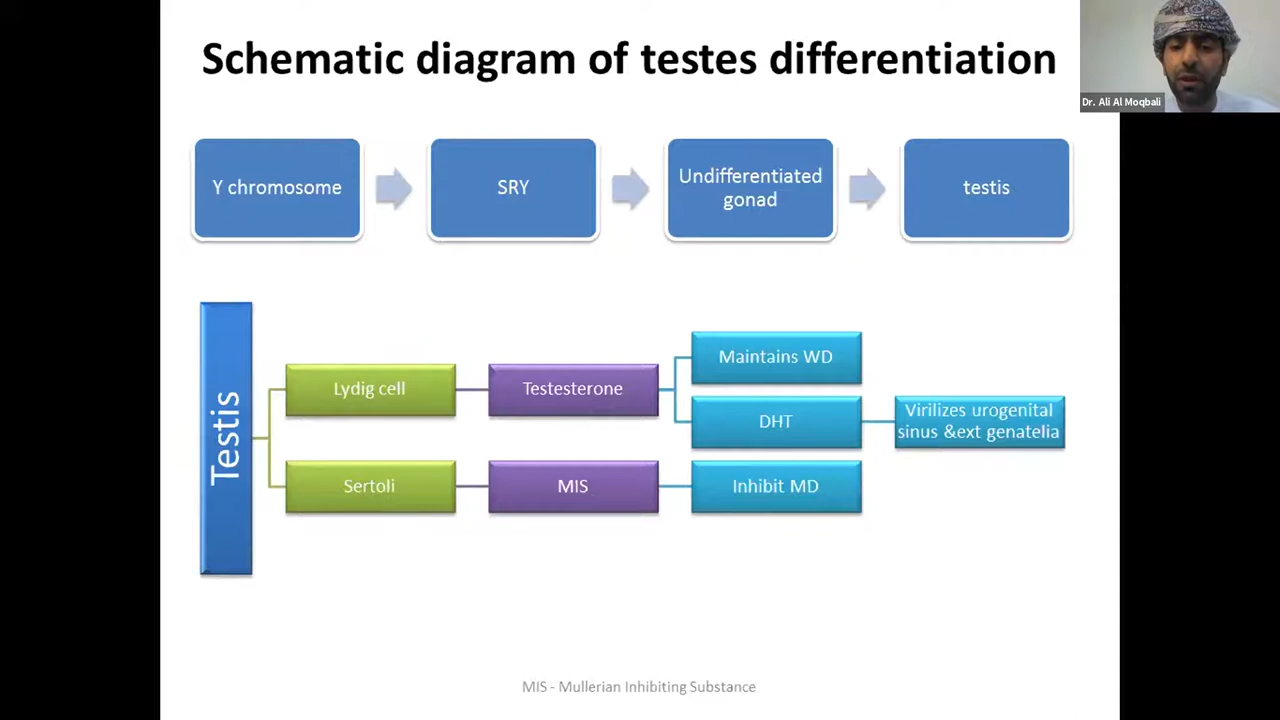 Schematic diagram of testes differentiation
Dr. Ali Al Moqbali
Y chromosome
SRY
Undifferentiated
gonad
testis
Testis
Lydig cell
Testesterone
Maintains WD
DHT
Virilizes urogenital
sinus &ext genatelia
Sertoli
MIS
Inhibit MD
MIS - Mullerian Inhibiting Substance